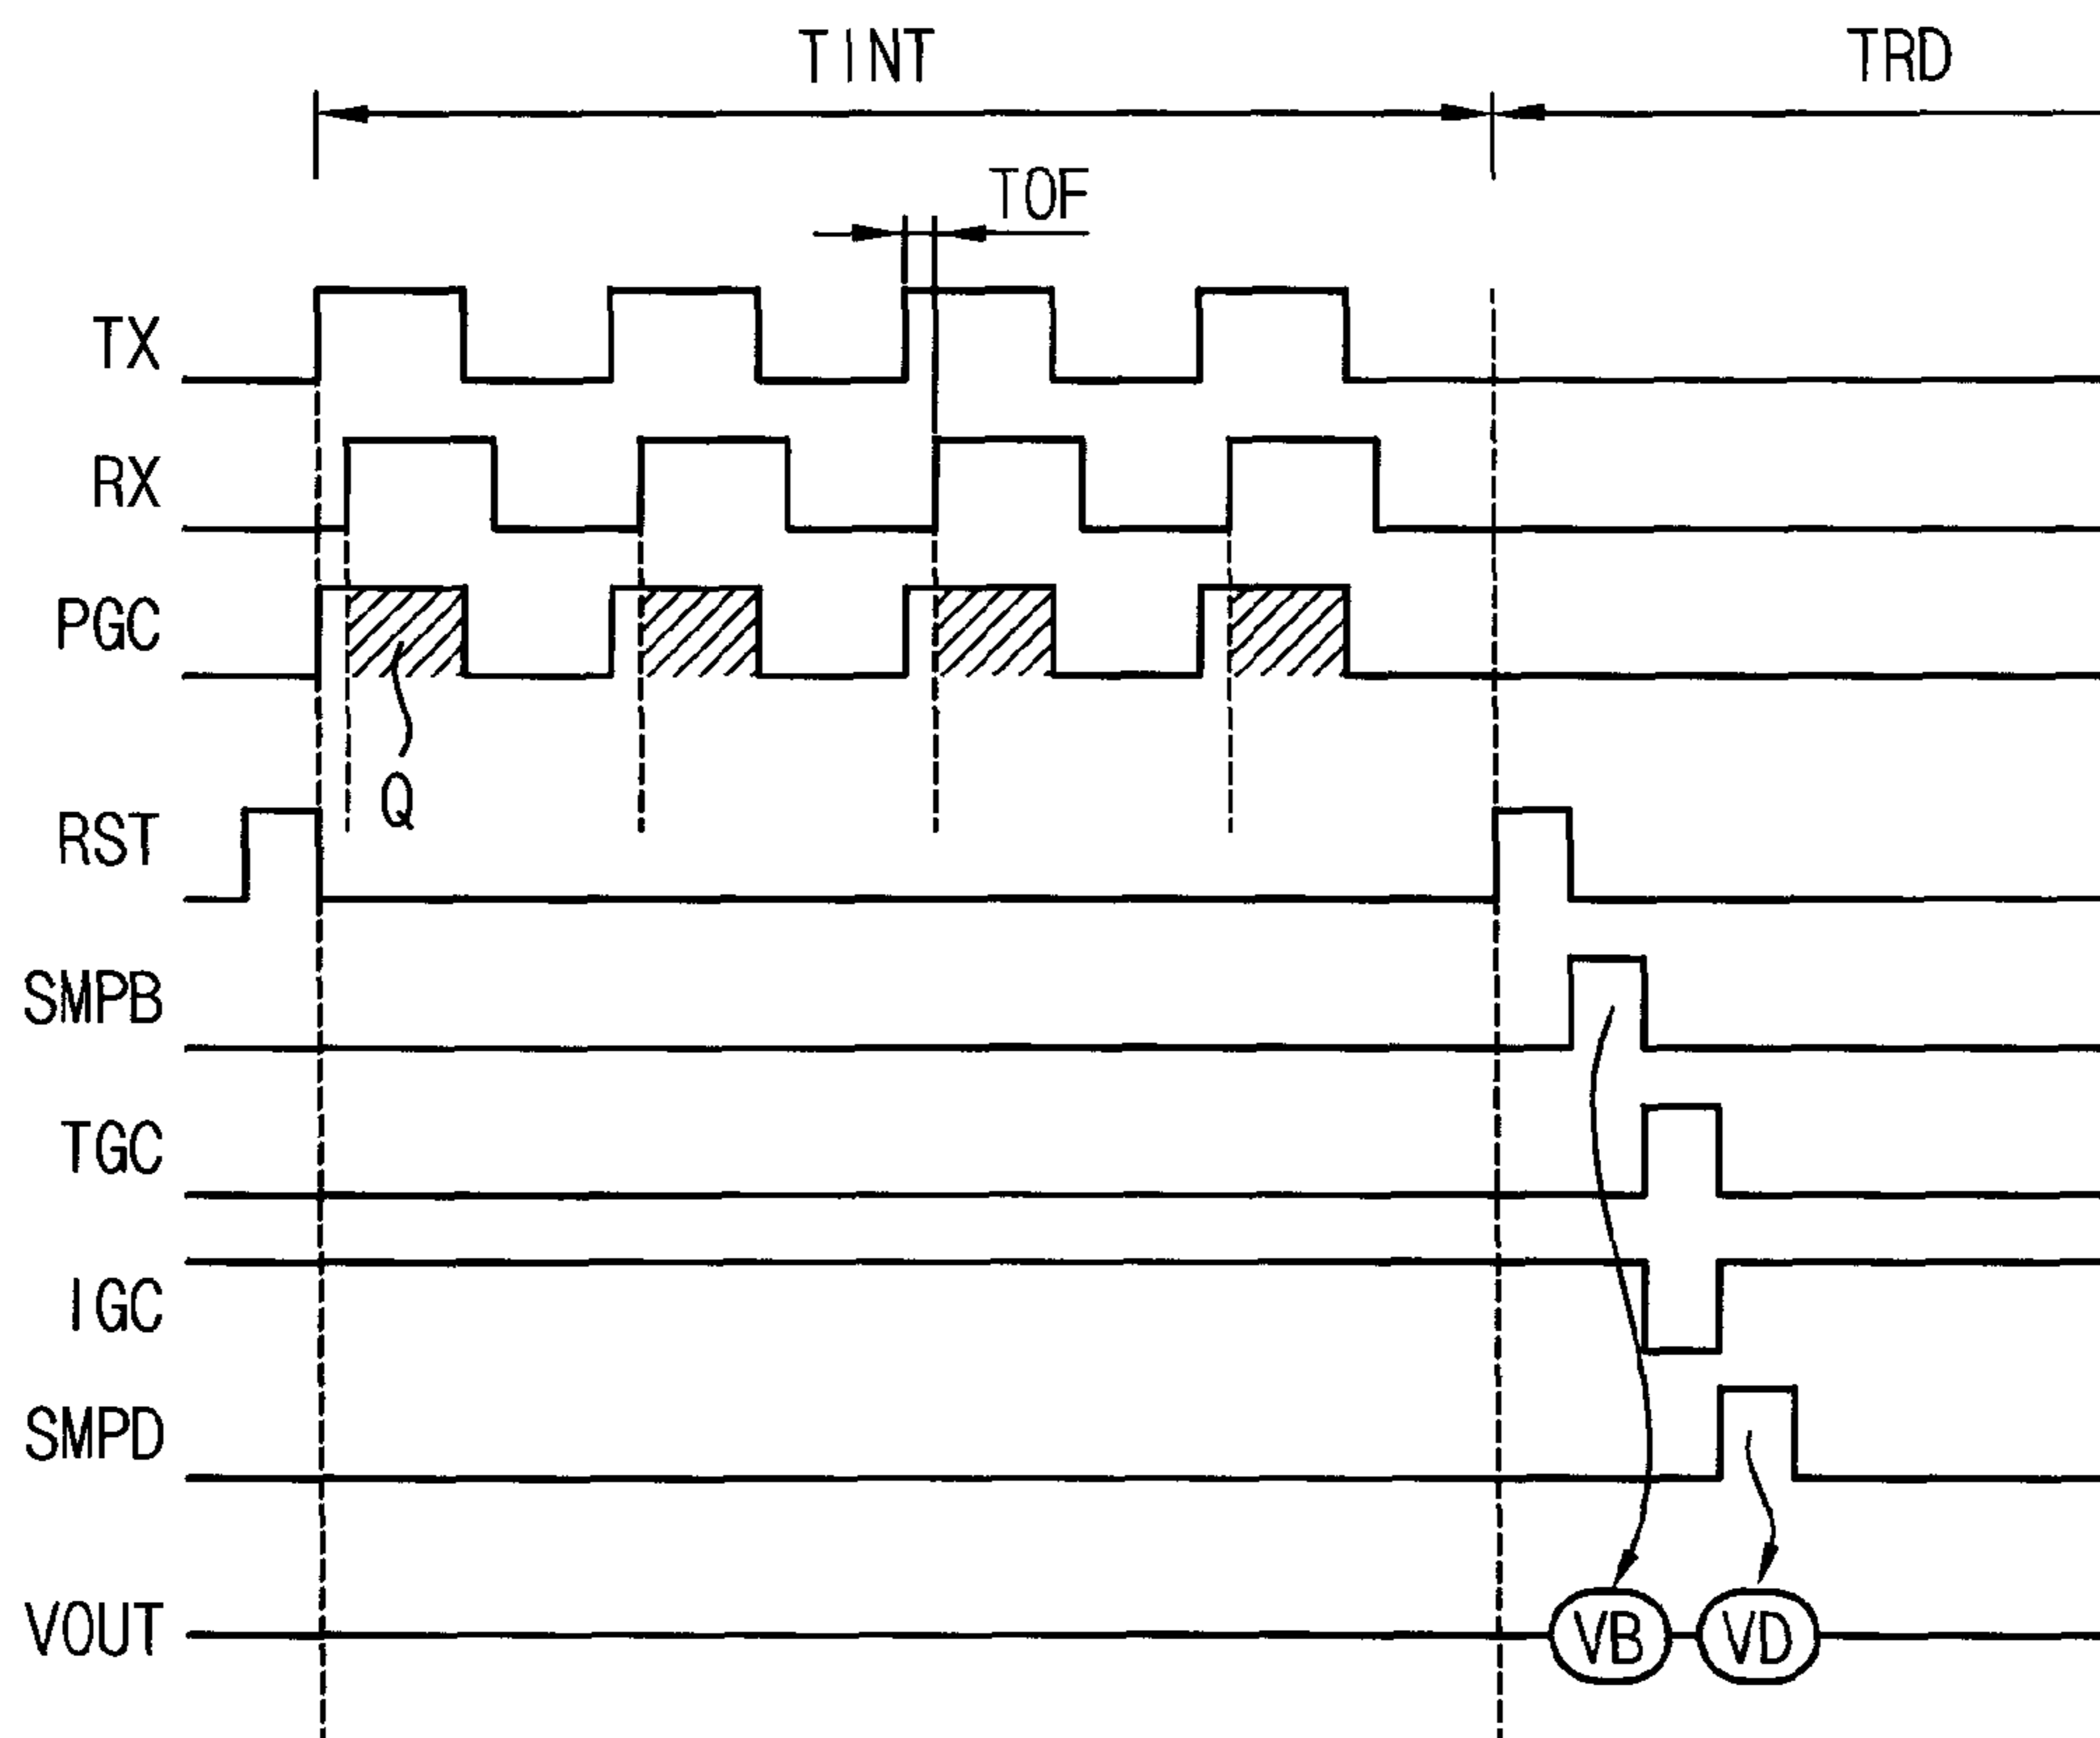 TINT TRD
TOF
TX
RX
PGC
Q
RST
SMPB
TGC
IGC
SMPD
VOUT VB VD